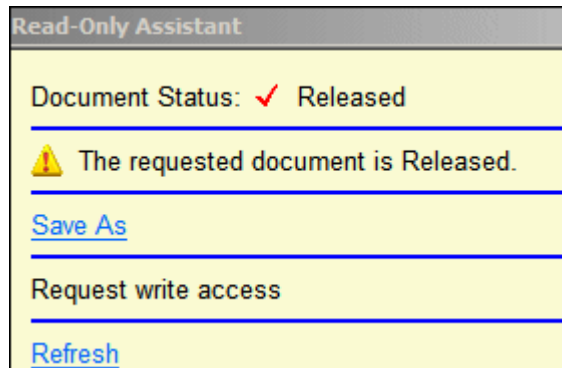 Read-Only Assistant
Document Status: Released
The requested document is Released.
Save As
Request write access
Refresh